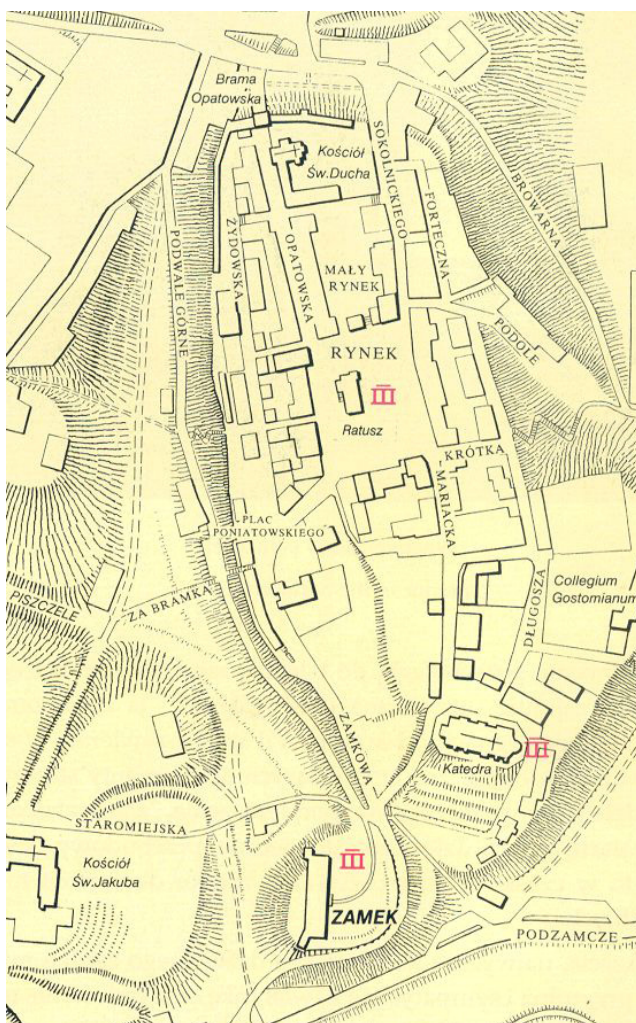 Brama
Opatowska
Kościół
Św.Ducha
SOKOLNICKIEGO
FORTECZNA
BROWARNA
PODWALE GÓRNE
ŻYDOWSKA
OPATOWSKA
MAŁY
RYNEK
PODOLE
RYNEK
Ratusz
KRÓTKA
MARIACKA
PLAC
PONIATOWSKIEGO
Collegium
Gostomianum
DŁUGOSZA
PISZCZELE
ZA BRAMKĄ
ZAMKOWA
Katedra
STAROMIEJSKA
Kościół
Św.Jakuba
ZAMEK
PODZAMCZE